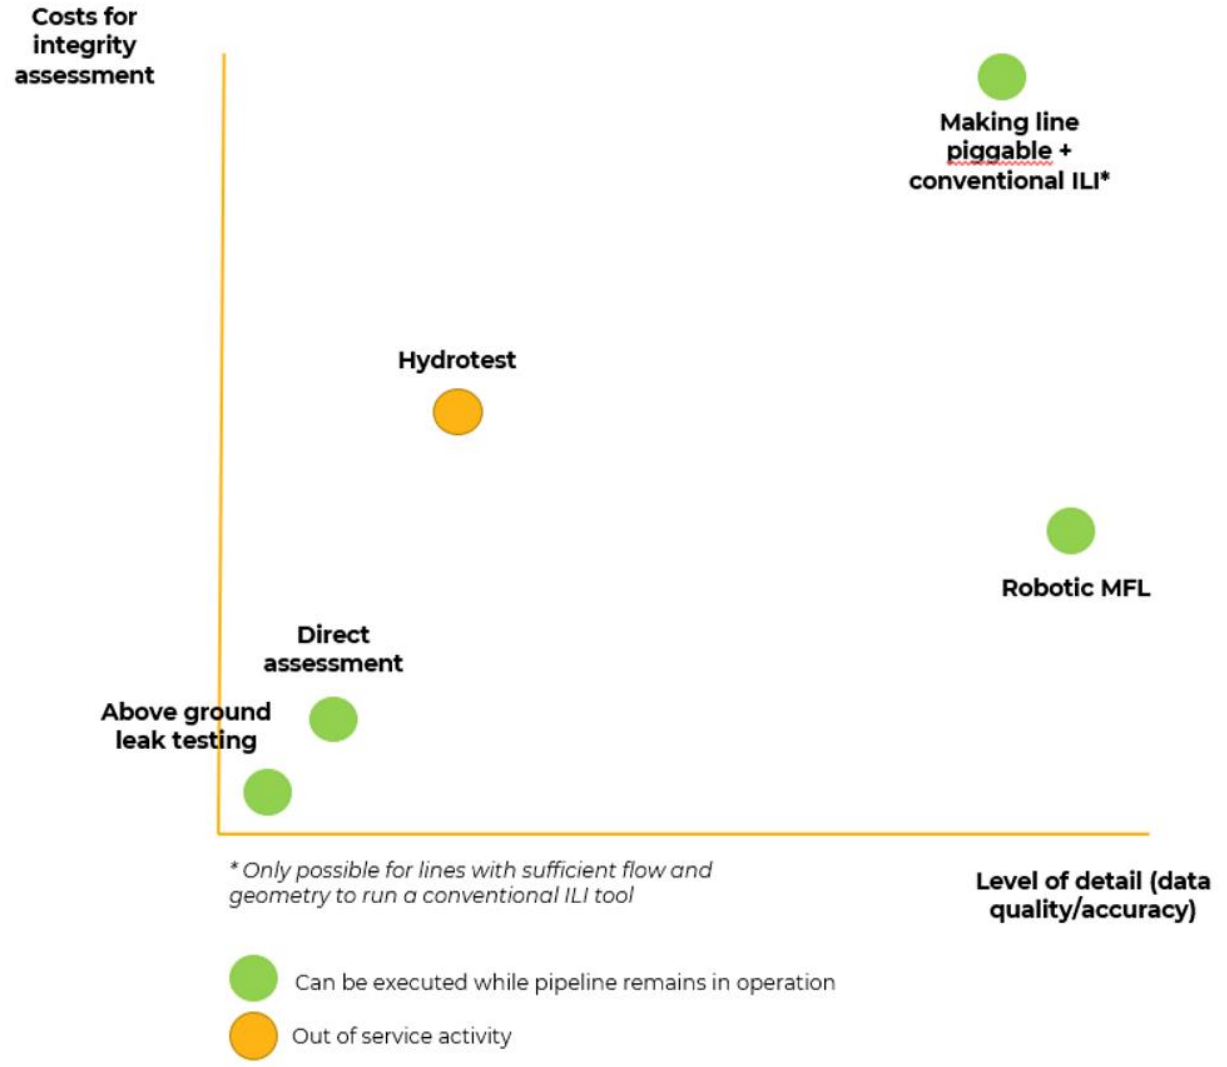 Costs for
integrity
assessment
Making line
piggable +
conventional ILI*
Hydrotest
Robotic MFL
Direct
assessment
Above ground
leak testing
* Only possible for lines with sufficient flow and
geometry to run a conventional ILI tool
Level of detail (data
quality/accuracy)
Can be executed while pipeline remains in operation
Out of service activity